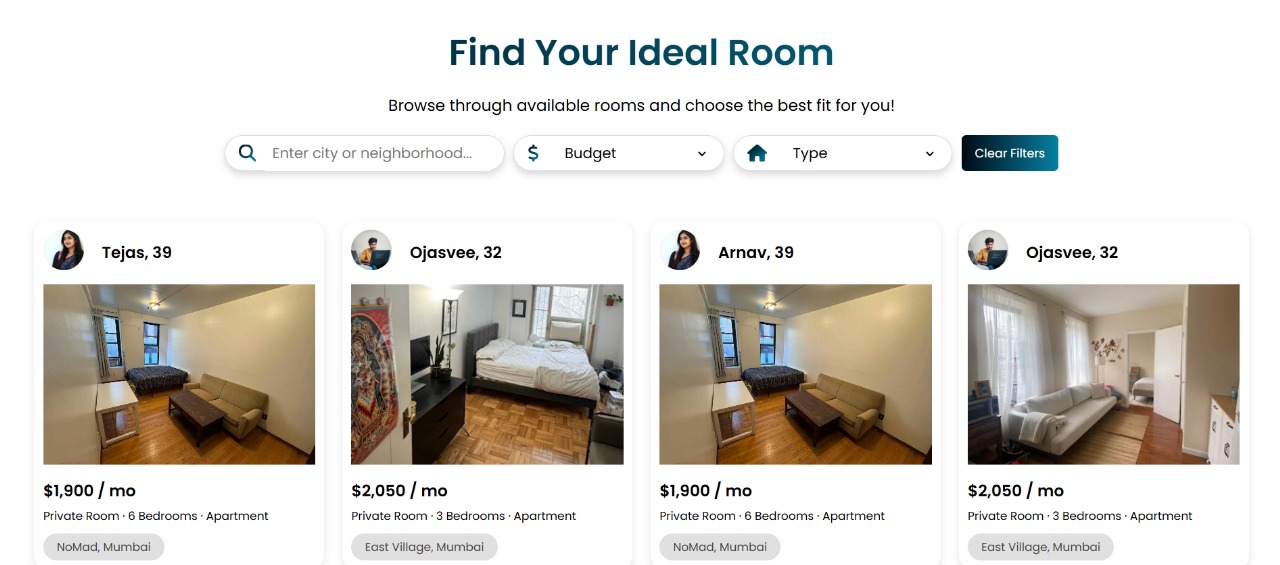 Find Your Ideal Room
Browse through available rooms and choose the best fit for you!
Enter city or neighborhood...
$ Budget
Type
Clear Filters
Tejas, 39
$1,900 / mo
Private Room · 6 Bedrooms · Apartment
NoMad, Mumbai
Ojasvee, 32
$2,050 / mo
Private Room · 3 Bedrooms · Apartment
East Village, Mumbai
Arnav, 39
$1,900 / mo
Private Room · 6 Bedrooms · Apartment
NoMad, Mumbai
Ojasvee, 32
$2,050 / mo
Private Room · 3 Bedrooms · Apartment
East Village, Mumbai